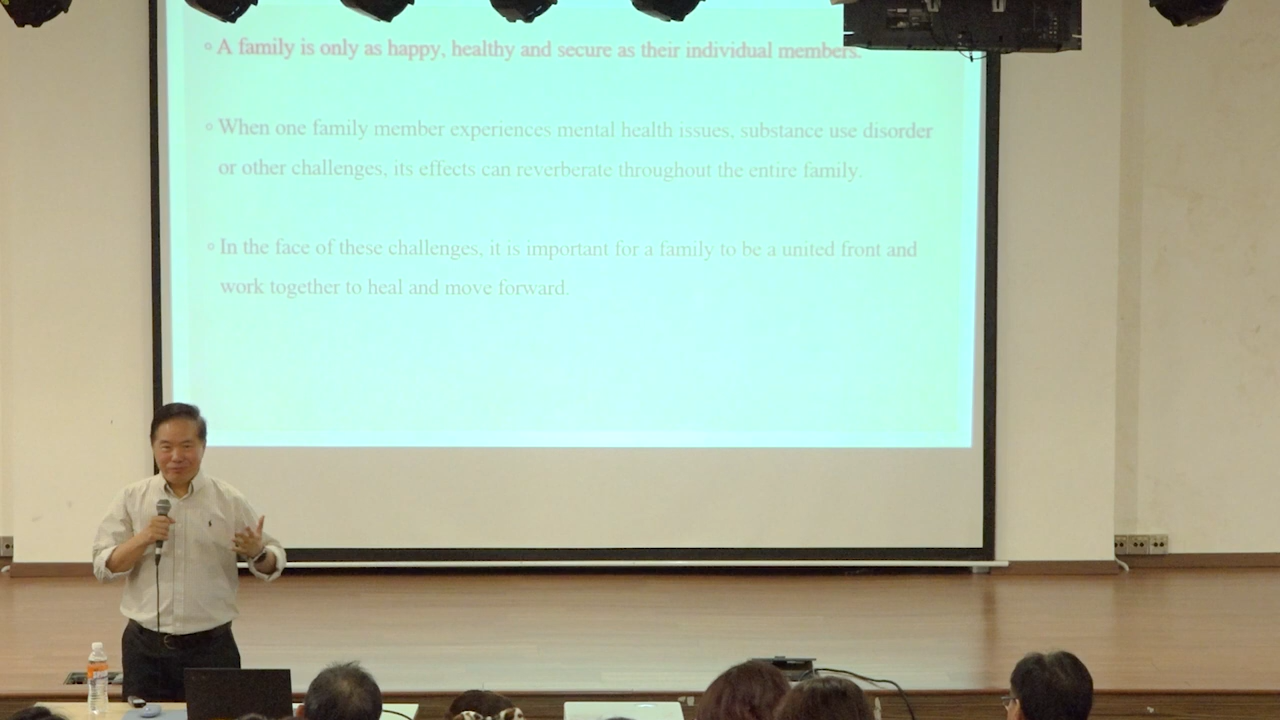 A family is only as happy, healthy and secure as their individual members.
When one family member experiences mental health issues, substance use disorder
or other challenges, its effects can reverberate throughout the entire family.
In the face of these challenges, it is important for a family to be a united front and
work together to heal and move forward.